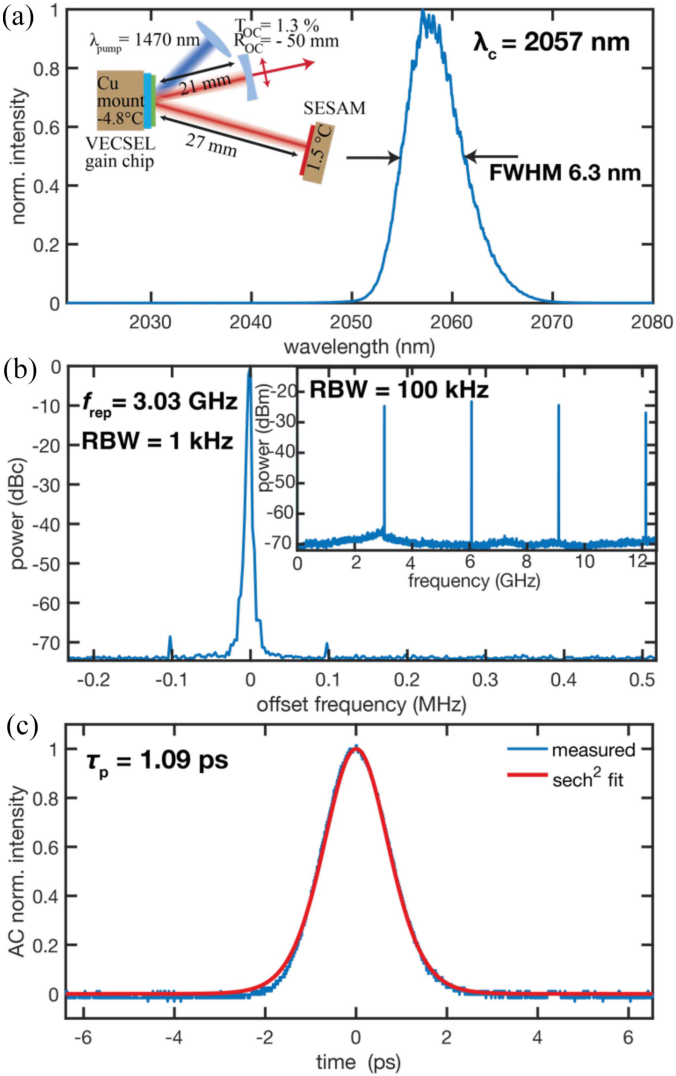 (a)
λpump = 1470 nm
TOC = 1.3 %
ROC = - 50 mm
λc = 2057 nm
Cu
mount
-4.8°C
21 mm
SESAM
1.5 °C
27 mm
VECSEL
gain chip
FWHM 6.3 nm
norm. intensity
1
0.8
0.6
0.4
0.2
0
2030 2040 2050 2060 2070 2080
wavelength (nm)
(b)
frep = 3.03 GHz
RBW = 1 kHz
power (dBc)
0
-10
-20
-30
-40
-50
-60
-70
-0.2 -0.1 0 0.1 0.2 0.3 0.4 0.5
offset frequency (MHz)
RBW = 100 kHz
power (dBm)
-20
-30
-40
-50
-60
-70
0 2 4 6 8 10 12
frequency (GHz)
(c)
τp = 1.09 ps
measured
sech² fit
AC norm. intensity
1
0.8
0.6
0.4
0.2
0
-6 -4 -2 0 2 4 6
time (ps)